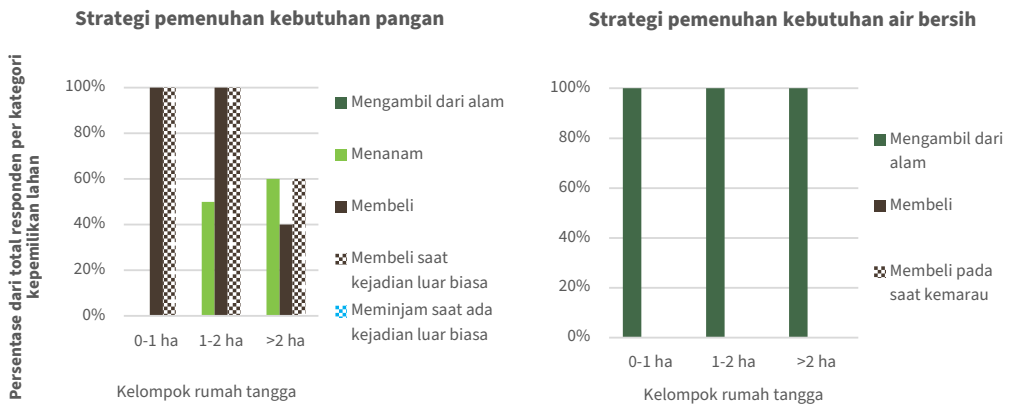 Strategi pemenuhan kebutuhan pangan
Persentase dari total responden per kategori
kepemilikan lahan
100%
80%
60%
40%
20%
0%
0-1 ha
1-2 ha
>2 ha
Kelompok rumah tangga
Mengambil dari alam
Menanam
Membeli
Membeli saat
kejadian luar biasa
Meminjam saat ada
kejadian luar biasa
Strategi pemenuhan kebutuhan air bersih
100%
80%
60%
40%
20%
0%
0-1 ha
1-2 ha
>2 ha
Kelompok rumah tangga
Mengambil dari
alam
Membeli
Membeli pada
saat kemarau